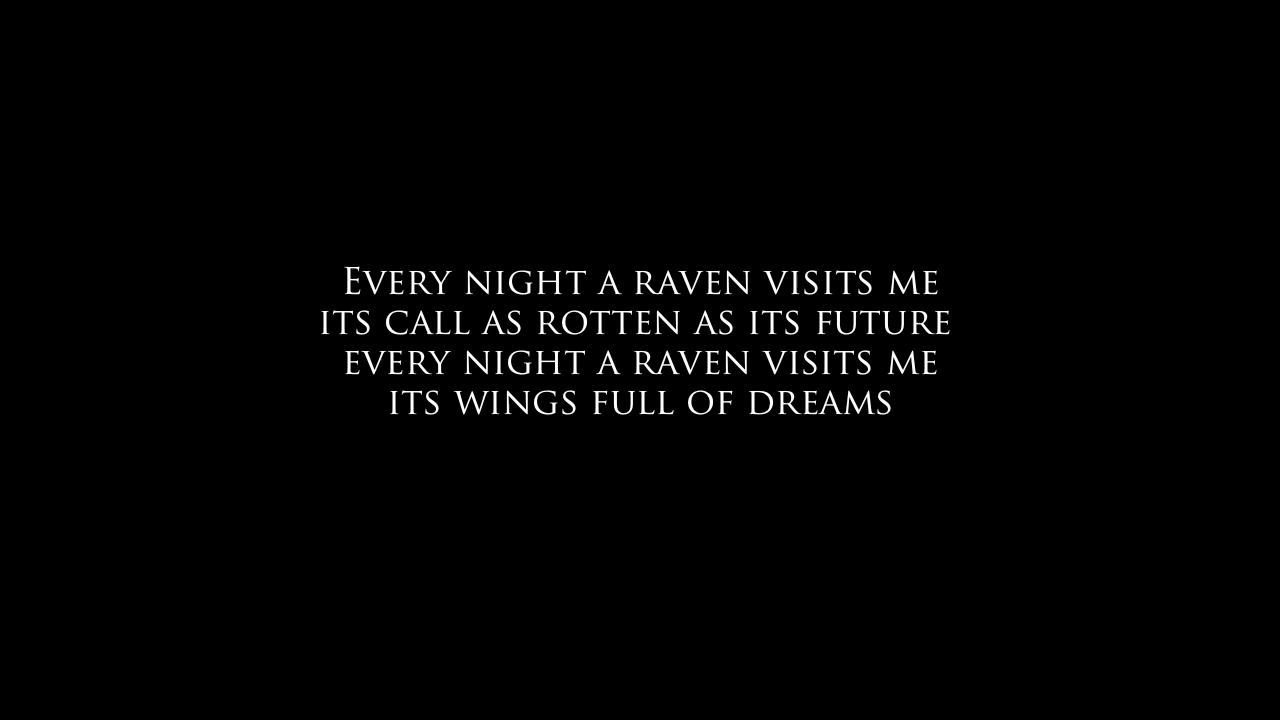 Every night a raven visits me
its call as rotten as its future
every night a raven visits me
its wings full of dreams